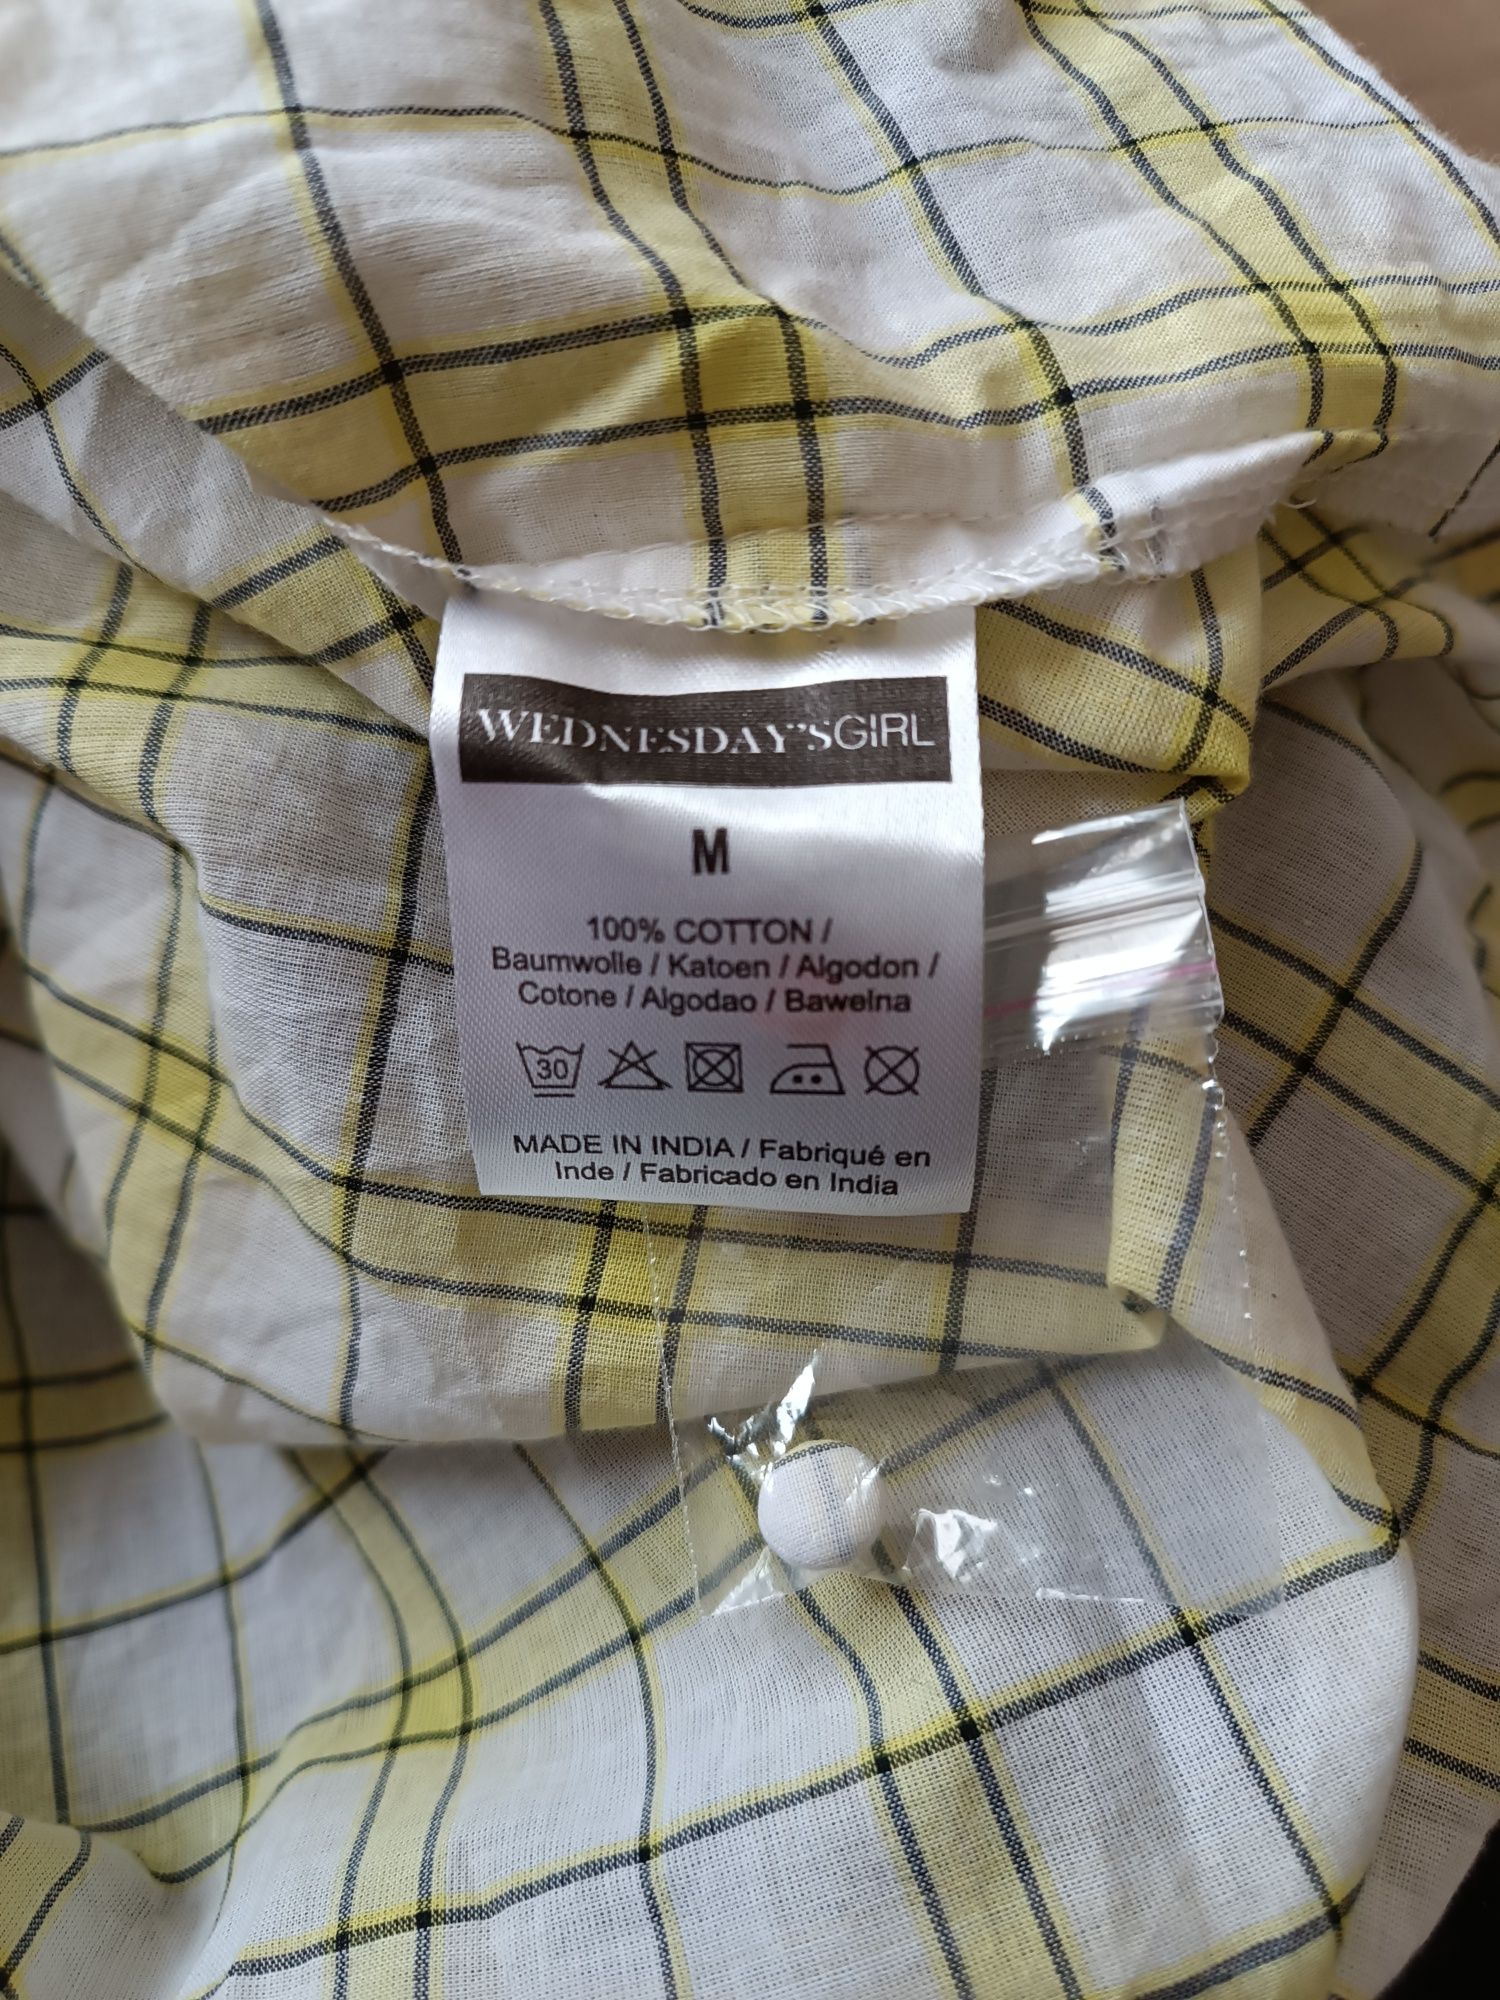 WEDNESDAY'SGIRL
M
100% COTTON /
Baumwolle / Katoen / Algodon /
Cotone / Algodao / Bawelna
30
MADE IN INDIA / Fabriqué en
Inde / Fabricado en India